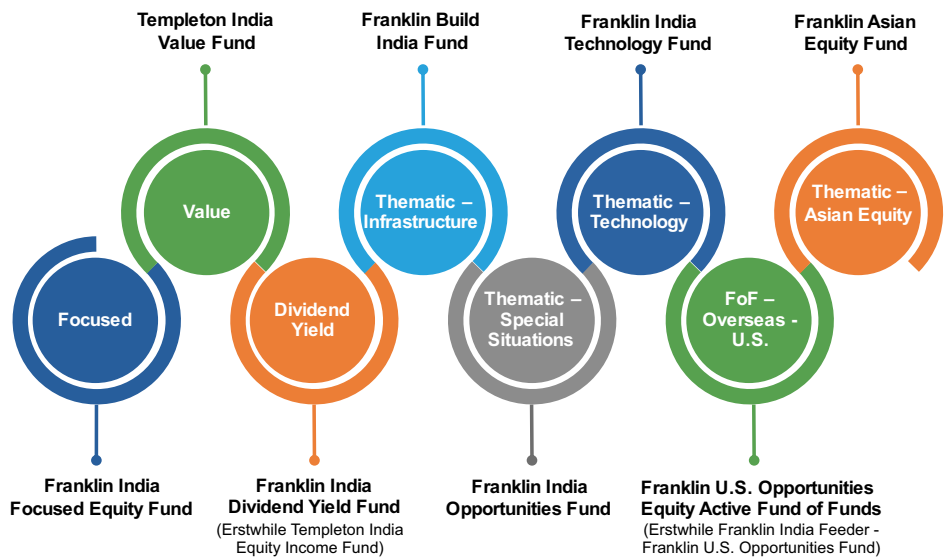 Templeton India
Value Fund
Franklin Build
India Fund
Franklin India
Technology Fund
Franklin Asian
Equity Fund
Value
Thematic –
Infrastructure
Thematic –
Technology
Thematic –
Asian Equity
Focused
Dividend
Yield
Thematic –
Special
Situations
FoF –
Overseas -
U.S.
Franklin India
Focused Equity Fund
Franklin India
Dividend Yield Fund
(Erstwhile Templeton India
Equity Income Fund)
Franklin India
Opportunities Fund
Franklin U.S. Opportunities
Equity Active Fund of Funds
(Erstwhile Franklin India Feeder -
Franklin U.S. Opportunities Fund)